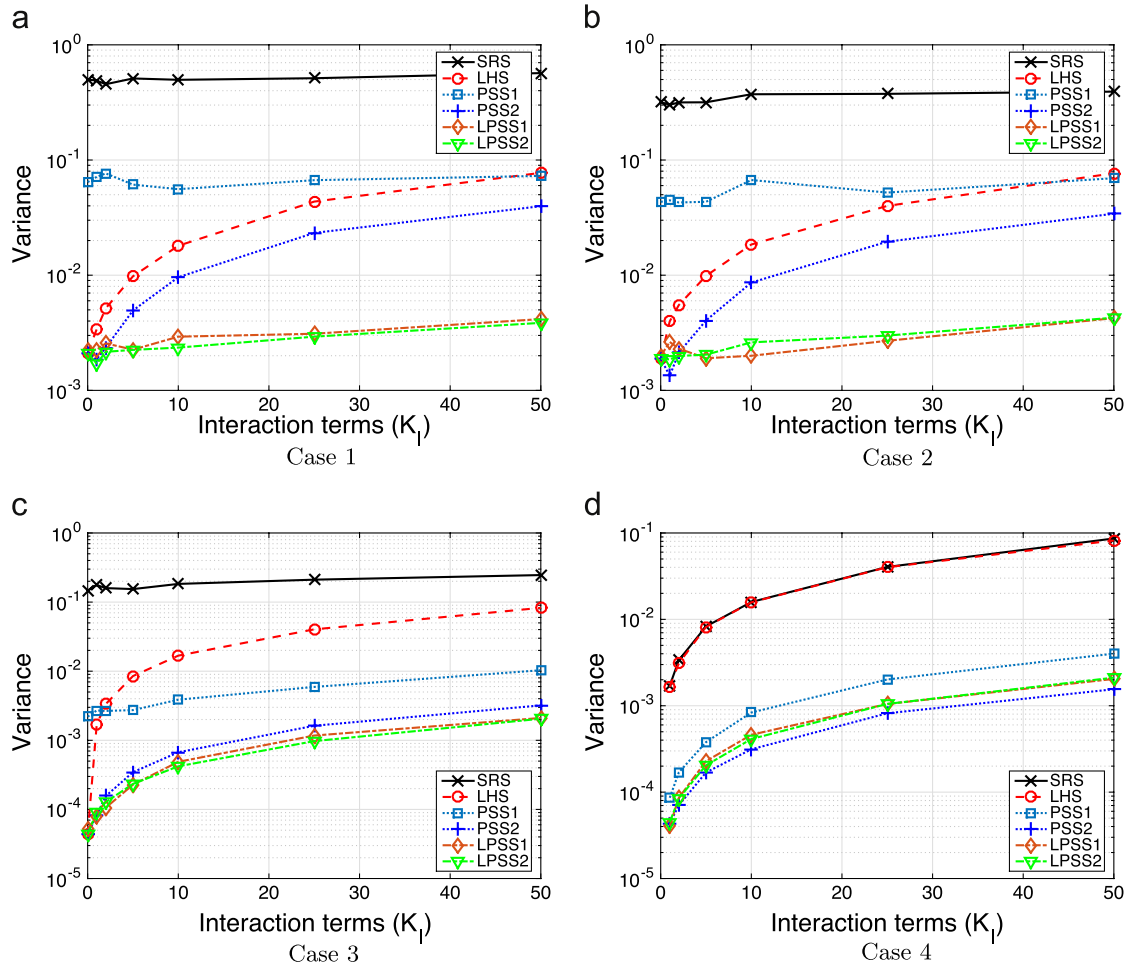 a
10^0
10^-1
10^-2
10^-3
Variance
SRS
LHS
PSS1
PSS2
LPSS1
LPSS2
0 10 20 30 40 50
Interaction terms (K_I)
Case 1
b
10^0
10^-1
10^-2
10^-3
Variance
SRS
LHS
PSS1
PSS2
LPSS1
LPSS2
0 10 20 30 40 50
Interaction terms (K_I)
Case 2
c
10^0
10^-1
10^-2
10^-3
10^-4
10^-5
Variance
SRS
LHS
PSS1
PSS2
LPSS1
LPSS2
0 10 20 30 40 50
Interaction terms (K_I)
Case 3
d
10^-1
10^-2
10^-3
10^-4
10^-5
Variance
SRS
LHS
PSS1
PSS2
LPSS1
LPSS2
0 10 20 30 40 50
Interaction terms (K_I)
Case 4